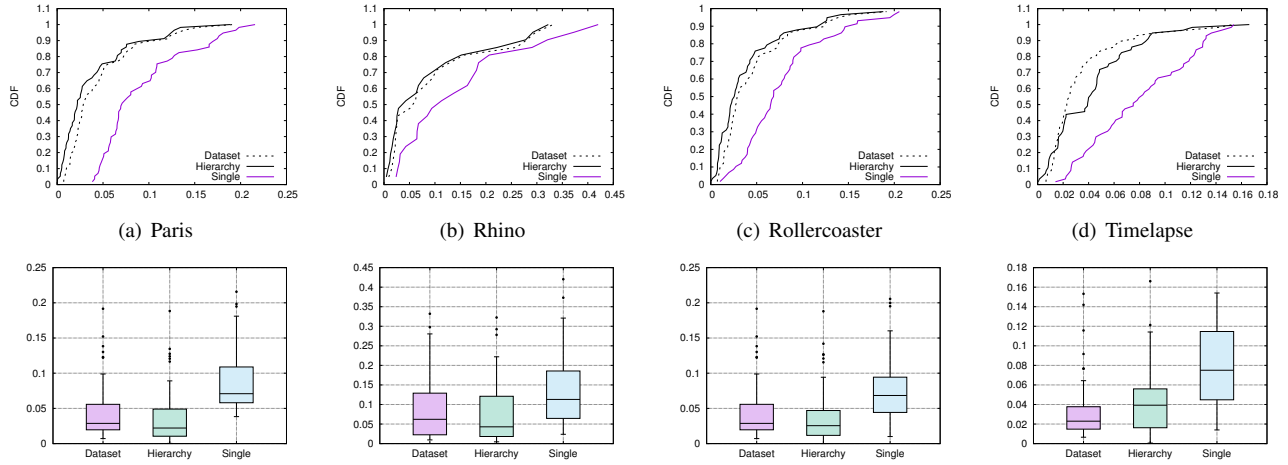 CDF
1
0.9
0.8
0.7
0.6
0.5
0.4
0.3
0.2
0.1
0
0 0.05 0.1 0.15 0.2 0.25
Dataset
Hierarchy
Single
(a) Paris
1
0.9
0.8
0.7
0.6
0.5
0.4
0.3
0.2
0.1
0
0 0.05 0.1 0.15 0.2 0.25 0.3 0.35 0.4 0.45
Dataset
Hierarchy
Single
(b) Rhino
CDF
1
0.9
0.8
0.7
0.6
0.5
0.4
0.3
0.2
0.1
0
0 0.05 0.1 0.15 0.2 0.25
Dataset
Hierarchy
Single
(c) Rollercoaster
CDF
1
0.9
0.8
0.7
0.6
0.5
0.4
0.3
0.2
0.1
0
0 0.02 0.04 0.06 0.08 0.1 0.12 0.14 0.16 0.18
Dataset
Hierarchy
Single
(d) Timelapse
0.25
0.2
0.15
0.1
0.05
0
Dataset Hierarchy Single
0.45
0.4
0.35
0.3
0.25
0.2
0.15
0.1
0.05
0
Dataset Hierarchy Single
0.25
0.2
0.15
0.1
0.05
0
Dataset Hierarchy Single
0.18
0.16
0.14
0.12
0.1
0.08
0.06
0.04
0.02
0
Dataset Hierarchy Single